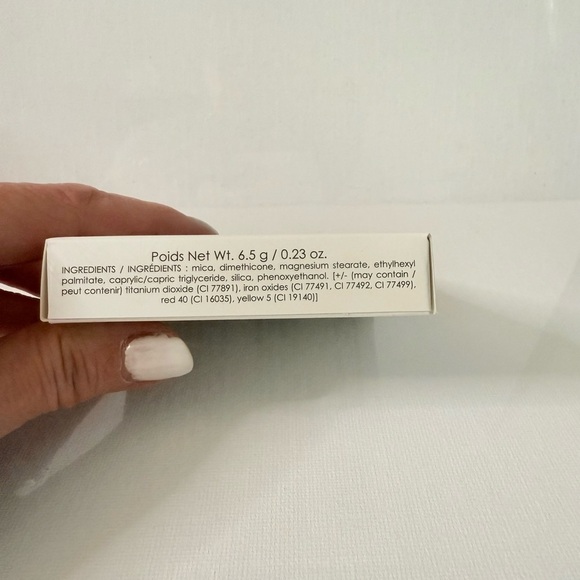 Poids Net Wt. 6.5 g / 0.23 oz.
INGREDIENTS / INGRÉDIENTS : mica, dimethicone, magnesium stearate, ethylhexyl
palmitate, caprylic/capric triglyceride, silica, phenoxyethanol. [+/- (may contain /
peut contenir) titanium dioxide (CI 77891), iron oxides (CI 77491, CI 77492, CI 77499),
red 40 (CI 16035), yellow 5 (CI 19140)]